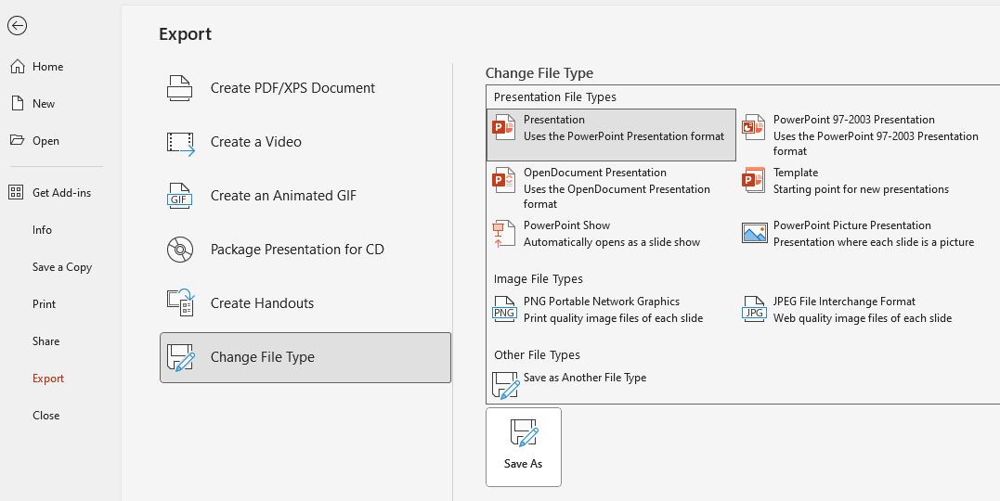 Export
Home
New
Open
Get Add-ins
Info
Save a Copy
Print
Share
Export
Close
Create PDF/XPS Document
Create a Video
GIF
Create an Animated GIF
Package Presentation for CD
Create Handouts
Change File Type
Change File Type
Presentation File Types
P
Presentation
Uses the PowerPoint Presentation format
PowerPoint 97-2003 Presentation
Uses the PowerPoint 97-2003 Presentation
format
P
OpenDocument Presentation
Uses the OpenDocument Presentation
format
P
Template
Starting point for new presentations
PowerPoint Show
Automatically opens as a slide show
PowerPoint Picture Presentation
Presentation where each slide is a picture
Image File Types
PNG
PNG Portable Network Graphics
Print quality image files of each slide
JPG
JPEG File Interchange Format
Web quality image files of each slide
Other File Types
Save as Another File Type
Save As